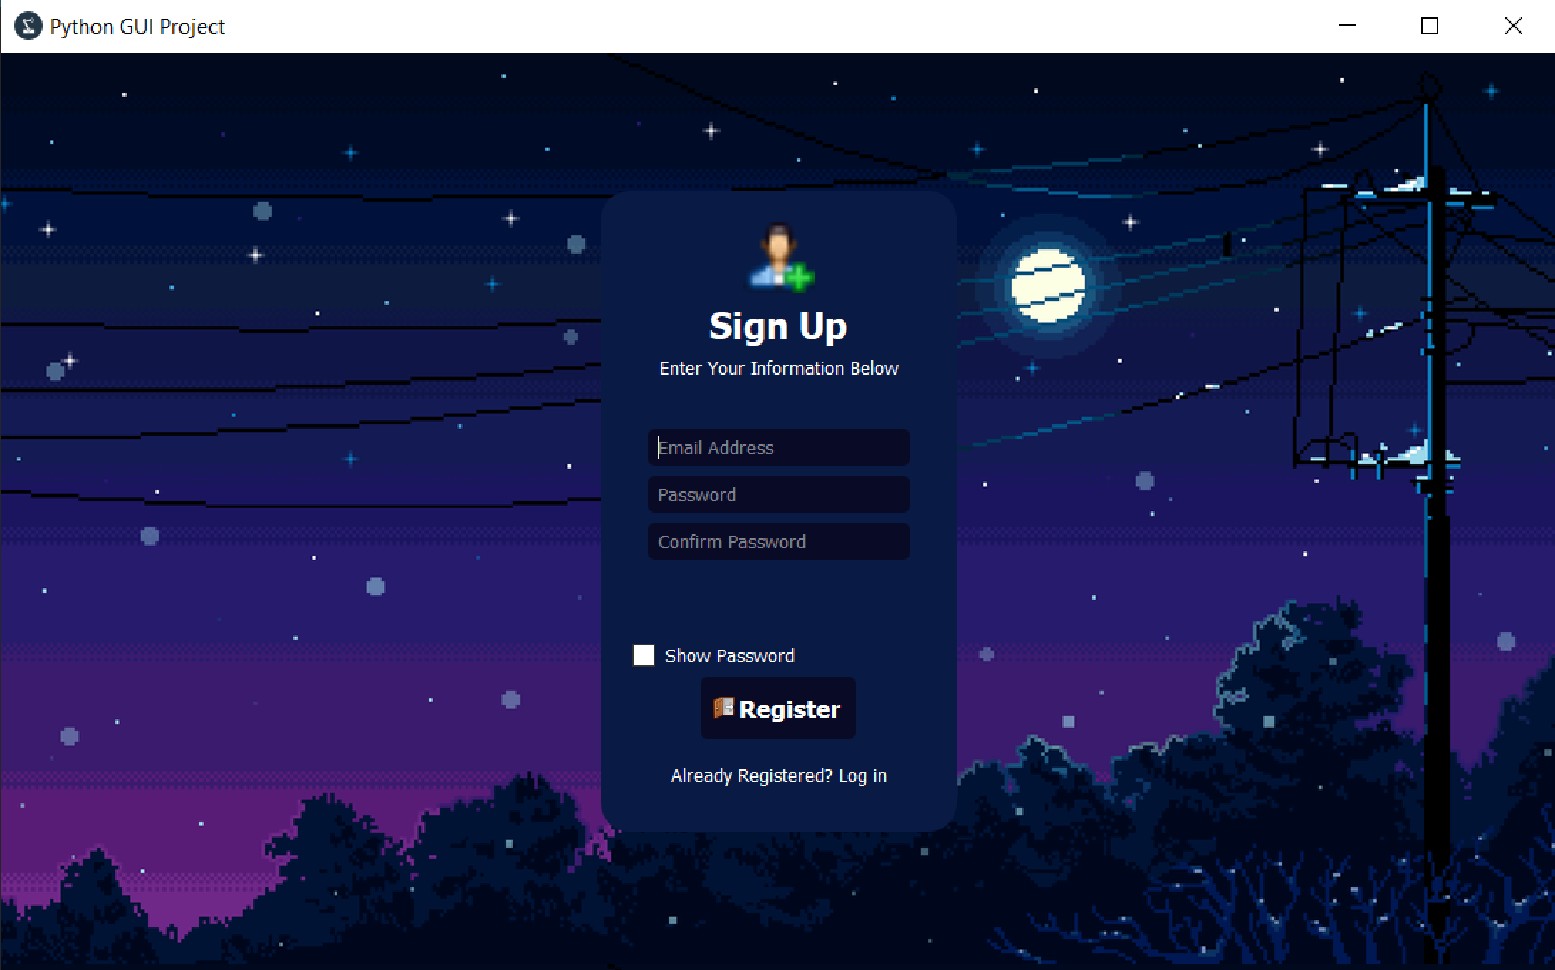 Python GUI Project
Sign Up
Enter Your Information Below
Email Address
Password
Confirm Password
Show Password
Register
Already Registered? Log in